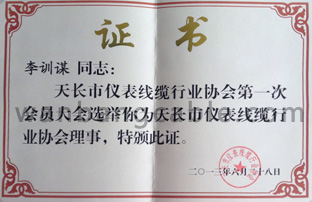 证 书
李训谋 同志：
天长市仪表线缆行业协会第一次
会员大会选举你为天长市仪表线缆行
业协会理事，特颁此证。
二〇一三年六月二十八日